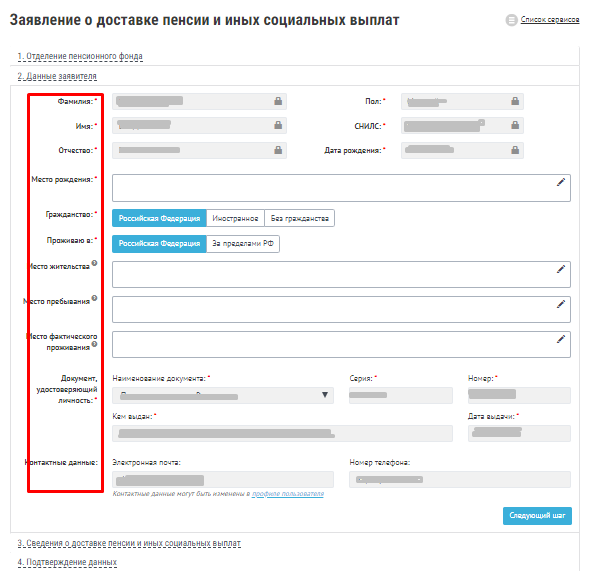 Заявление о доставке пенсии и иных социальных выплат
Список сервисов
1. Отделение пенсионного фонда
2. Данные заявителя
Фамилия: *
Пол: *
Имя: *
СНИЛС: *
Отчество: *
Дата рождения: *
Место рождения: *
Гражданство: *
Российская Федерация
Иностранное
Без гражданства
Проживаю в: *
Российская Федерация
За пределами РФ
Место жительства
Место пребывания
Место фактического
проживания
Документ,
удостоверяющий
личность: *
Наименование документа: *
Серия: *
Номер: *
Кем выдан: *
Дата выдачи: *
Контактные данные:
Электронная почта:
Номер телефона:
Контактные данные могут быть изменены в профиле пользователя
Следующий шаг
3. Сведения о доставке пенсии и иных социальных выплат
4. Подтверждение данных